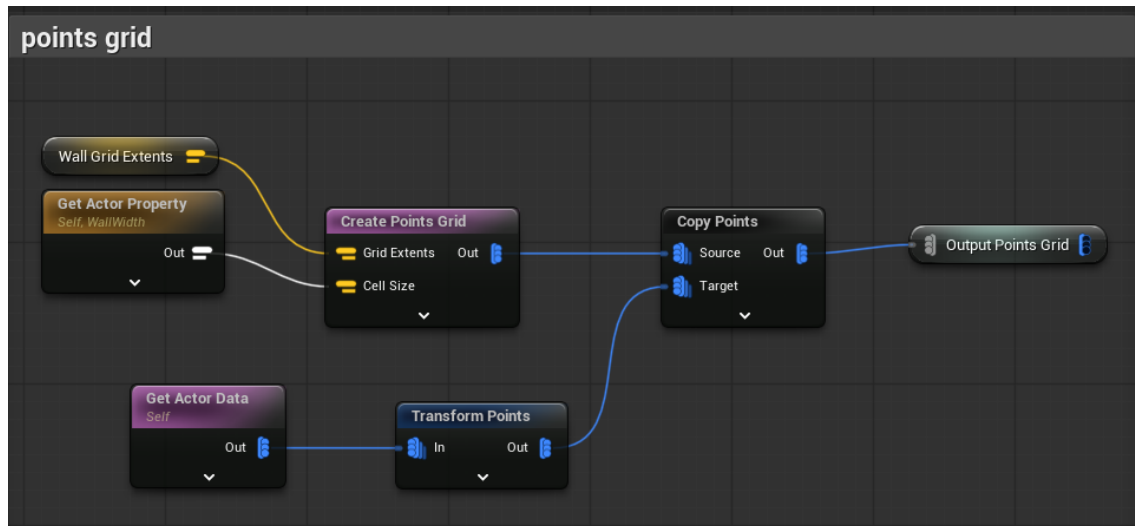 points grid
Wall Grid Extents
Get Actor Property
Self, WallWidth
Out
Create Points Grid
Grid Extents Out
Cell Size
Copy Points
Source Out
Target
Output Points Grid
Get Actor Data
Self
Out
Transform Points
In Out